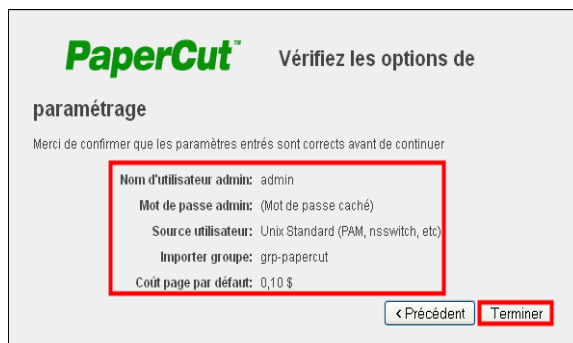 PaperCut™ Vérifiez les options de
paramétrage
Merci de confirmer que les paramètres entrés sont corrects avant de continuer
Nom d'utilisateur admin: admin
Mot de passe admin: (Mot de passe caché)
Source utilisateur: Unix Standard (PAM, nsswitch, etc)
Importer groupe: grp-papercut
Coût page par défaut: 0,10 $
< Précédent Terminer